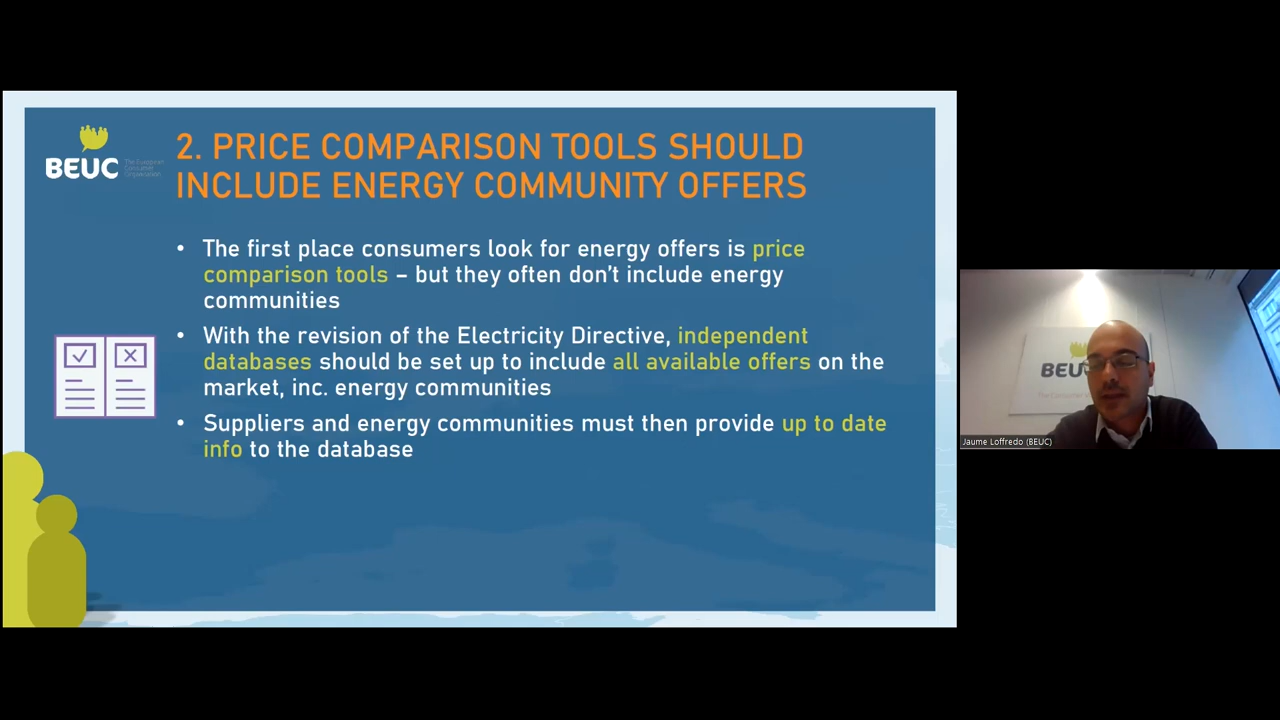 BEUC
The European
Consumer
Organisation
2. PRICE COMPARISON TOOLS SHOULD
INCLUDE ENERGY COMMUNITY OFFERS
• The first place consumers look for energy offers is price
comparison tools – but they often don't include energy
communities
• With the revision of the Electricity Directive, independent
databases should be set up to include all available offers on the
market, inc. energy communities
• Suppliers and energy communities must then provide up to date
info to the database
BEUC
Jaume Loffredo (BEUC)